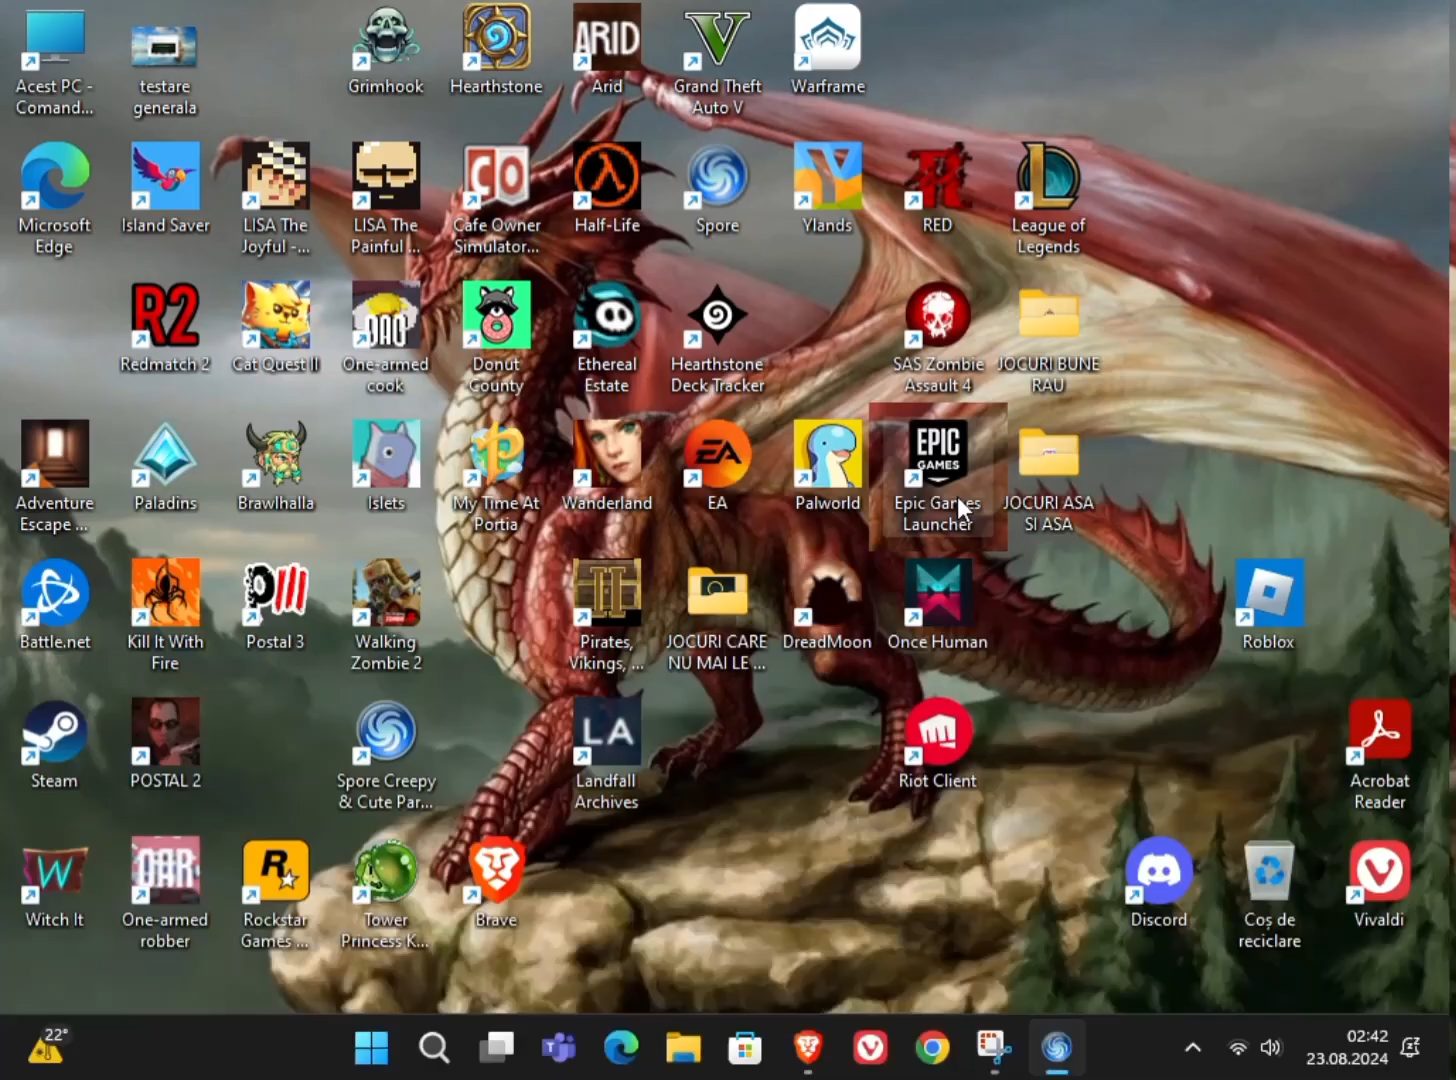 Acest PC -
Comand...
testare
generala
Grimhook
Hearthstone
ARID
Arid
Grand Theft
Auto V
Warframe
Microsoft
Edge
Island Saver
LISA The
Joyful -...
LISA The
Painful ...
CO
Cafe Owner
Simulator...
Half-Life
Spore
Ylands
RED
League of
Legends
R2
Redmatch 2
Cat Quest II
OAC
One-armed
cook
Donut
County
Ethereal
Estate
Hearthstone
Deck Tracker
SAS Zombie
Assault 4
JOCURI BUNE
RAU
Adventure
Escape ...
Paladins
Brawlhalla
Islets
My Time At
Portia
Wanderland
EA
EA
Palworld
EPIC
GAMES
Epic Games
Launcher
JOCURI ASA
SI ASA
Battle.net
Kill It With
Fire
Postal 3
Walking
Zombie 2
II
Pirates,
Vikings, ...
JOCURI CARE
NU MAI LE ...
DreadMoon
Once Human
Roblox
Steam
POSTAL 2
Spore Creepy
& Cute Par...
LA
Landfall
Archives
Riot Client
Acrobat
Reader
W
Witch It
OAR
One-armed
robber
R
Rockstar
Games ...
Tower
Princess K...
Brave
Discord
Coș de
reciclare
Vivaldi
22°
02:42
23.08.2024